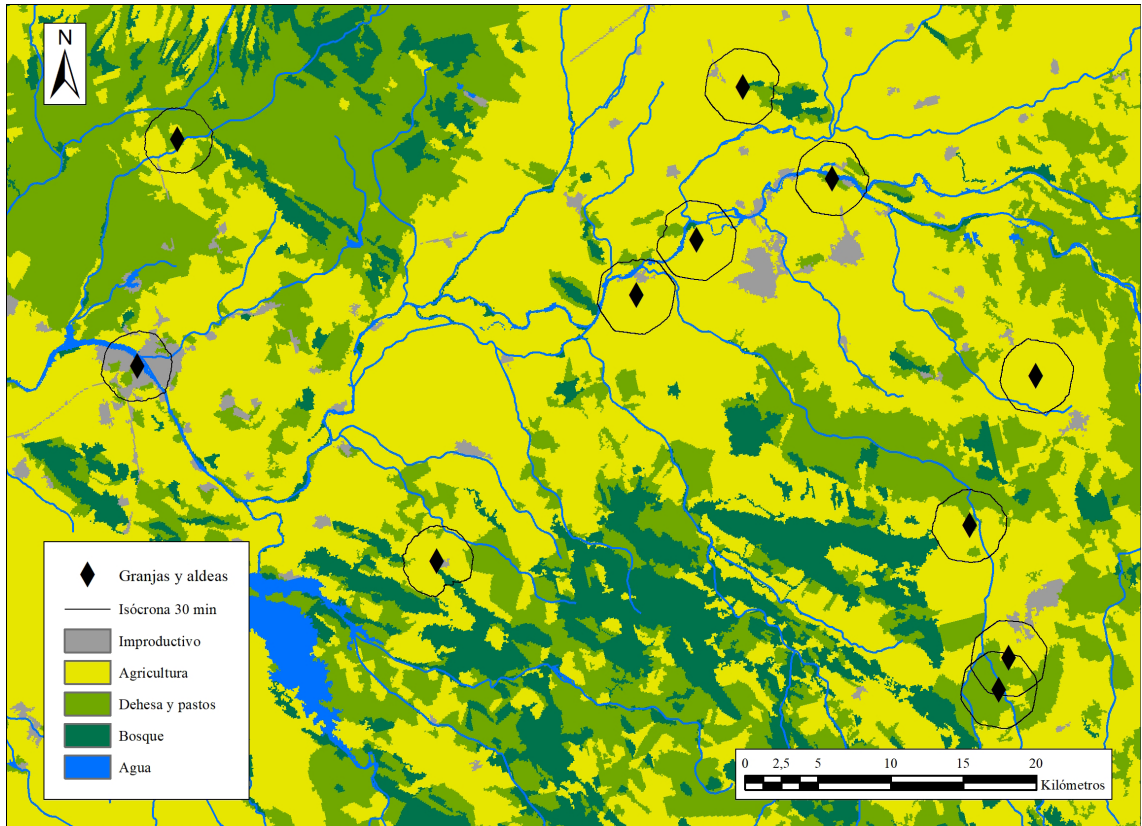 N
Granjas y aldeas
Isócrona 30 min
Improductivo
Agricultura
Dehesa y pastos
Bosque
Agua
0 2,5 5 10 15 20
Kilómetros